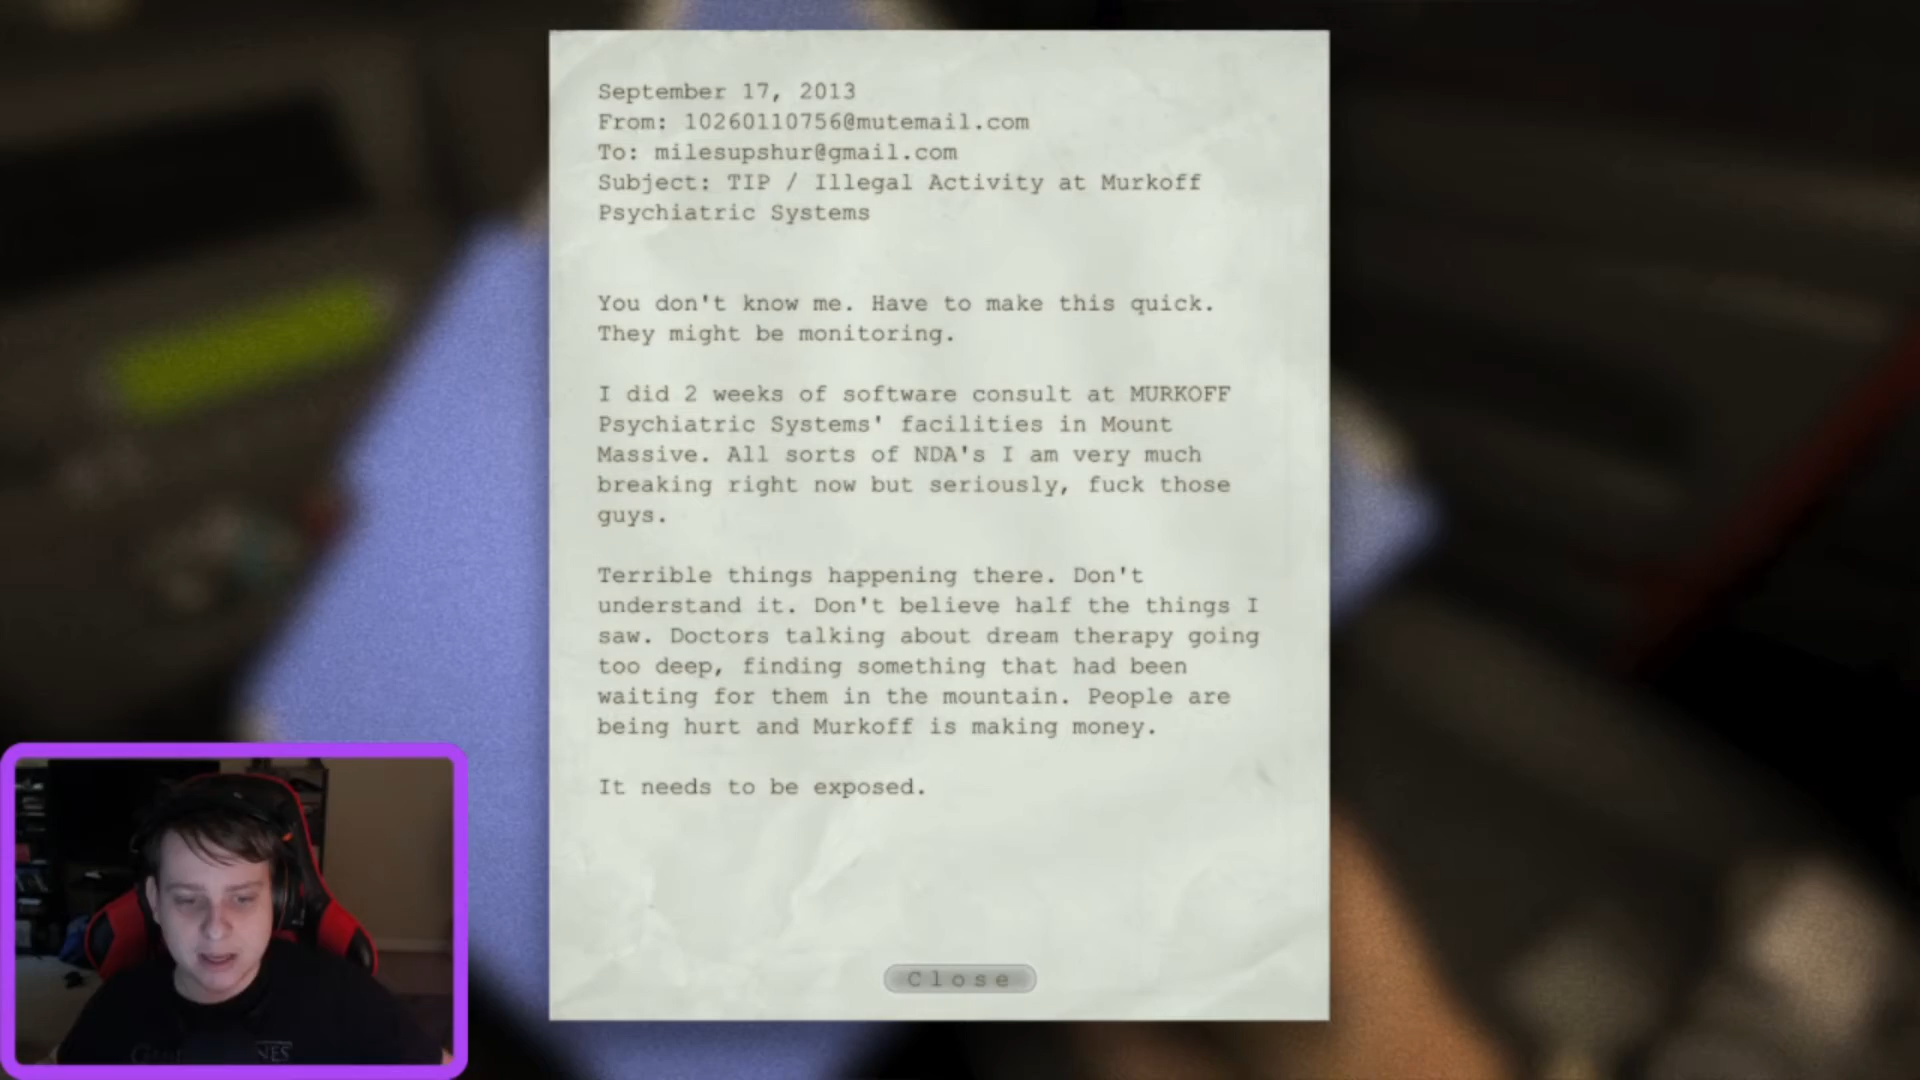 September 17, 2013
From: 10260110756@mutemail.com
To: milesupshur@gmail.com
Subject: TIP / Illegal Activity at Murkoff
Psychiatric Systems
You don't know me. Have to make this quick.
They might be monitoring.
I did 2 weeks of software consult at MURKOFF
Psychiatric Systems' facilities in Mount
Massive. All sorts of NDA's I am very much
breaking right now but seriously, fuck those
guys.
Terrible things happening there. Don't
understand it. Don't believe half the things I
saw. Doctors talking about dream therapy going
too deep, finding something that had been
waiting for them in the mountain. People are
being hurt and Murkoff is making money.
It needs to be exposed.
Close